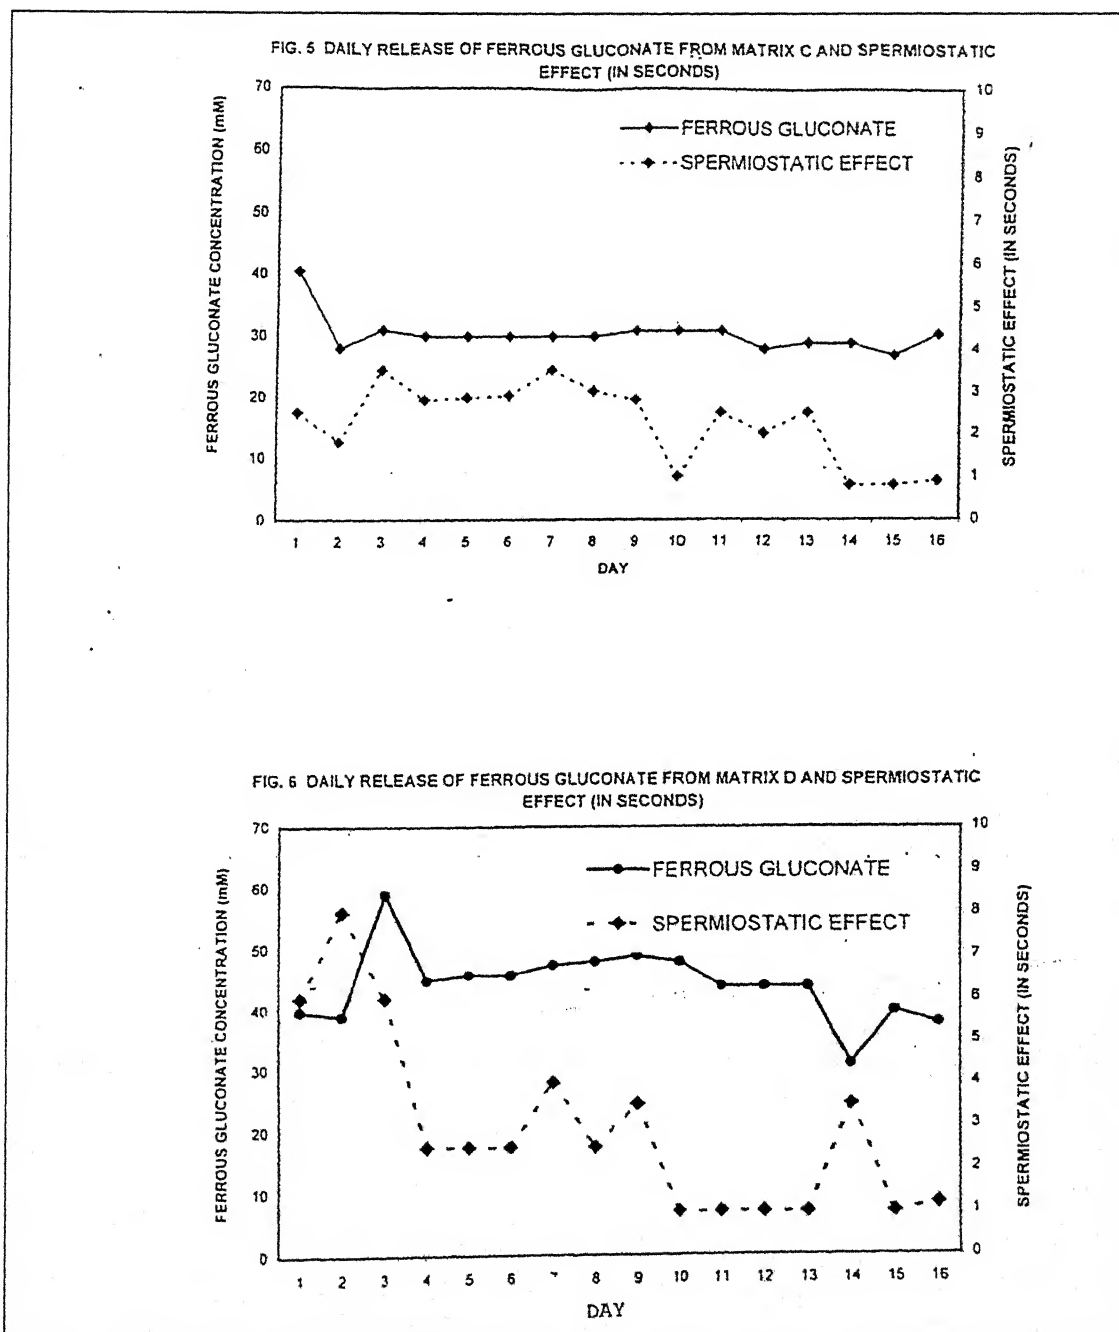 FIG. 5 DAILY RELEASE OF FERROUS GLUCONATE FROM MATRIX C AND SPERMIOSTATIC
EFFECT (IN SECONDS)
FERROUS GLUCONATE CONCENTRATION (mM)
70
60
50
40
30
20
10
0
FERROUS GLUCONATE
SPERMIOSTATIC EFFECT
10
9
8
7
6
5
4
3
2
1
0
SPERMIOSTATIC EFFECT (IN SECONDS)
1 2 3 4 5 6 7 8 9 10 11 12 13 14 15 16
DAY
FIG. 6 DAILY RELEASE OF FERROUS GLUCONATE FROM MATRIX D AND SPERMIOSTATIC
EFFECT (IN SECONDS)
FERROUS GLUCONATE CONCENTRATION (mM)
70
60
50
40
30
20
10
0
FERROUS GLUCONATE
SPERMIOSTATIC EFFECT
10
9
8
7
6
5
4
3
2
1
0
SPERMIOSTATIC EFFECT (IN SECONDS)
1 2 3 4 5 6 7 8 9 10 11 12 13 14 15 16
DAY